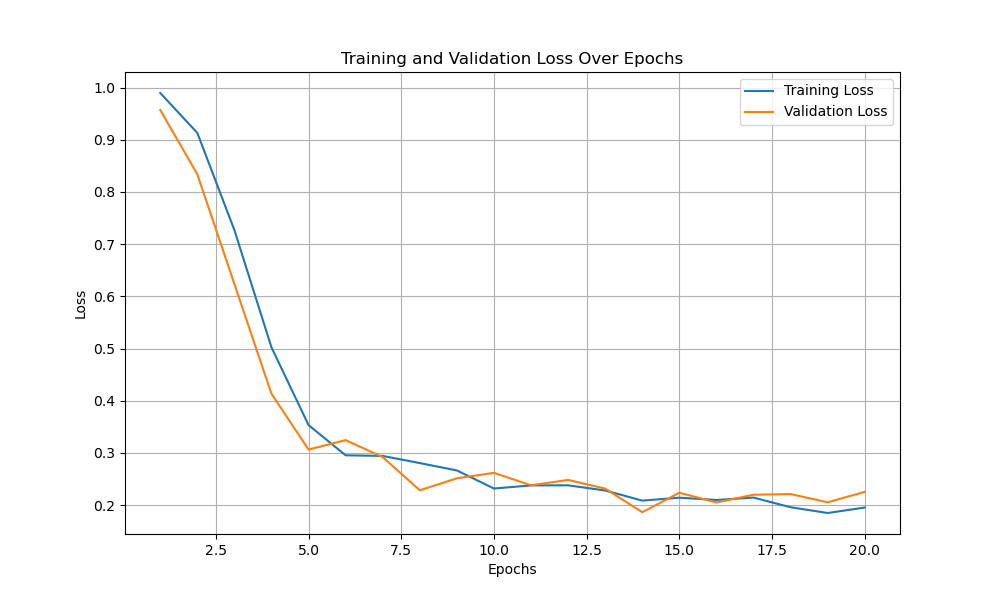 Training and Validation Loss Over Epochs
Training Loss
Validation Loss
1.0
0.9
0.8
0.7
0.6
0.5
0.4
0.3
0.2
Loss
2.5 5.0 7.5 10.0 12.5 15.0 17.5 20.0
Epochs